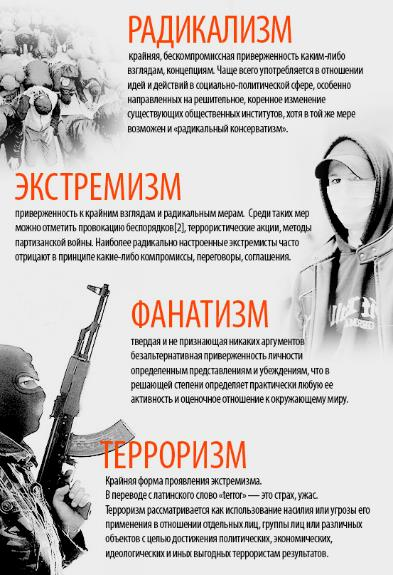 РАДИКАЛИЗМ
крайняя, бескомпромиссная приверженность каким-либо
взглядам, концепциям. Чаще всего употребляется в отношении
идей и действий в социально-политической сфере, особенно
направленных на решительное, коренное изменение
существующих общественных институтов, хотя в той же мере
возможен и «радикальный консерватизм».
ЭКСТРЕМИЗМ
приверженность к крайним взглядам и радикальным мерам. Среди таких мер
можно отметить провокацию беспорядков[2], террористические акции, методы
партизанской войны. Наиболее радикально настроенные экстремисты часто
отрицают в принципе какие-либо компромиссы, переговоры, соглашения.
ФАНАТИЗМ
твердая и не признающая никаких аргументов
безальтернативная приверженность личности
определенным представлениям и убеждениям, что в
решающей степени определяет практически любую ее
активность и оценочное отношение к окружающему миру.
ТЕРРОРИЗМ
Крайняя форма проявления экстремизма.
В переводе с латинского слово «terror» — это страх, ужас.
Терроризм рассматривается как использование насилия или угрозы его
применения в отношении отдельных лиц, группы лиц или различных
объектов с целью достижения политических, экономических,
идеологических и иных выгодных террористам результатов.